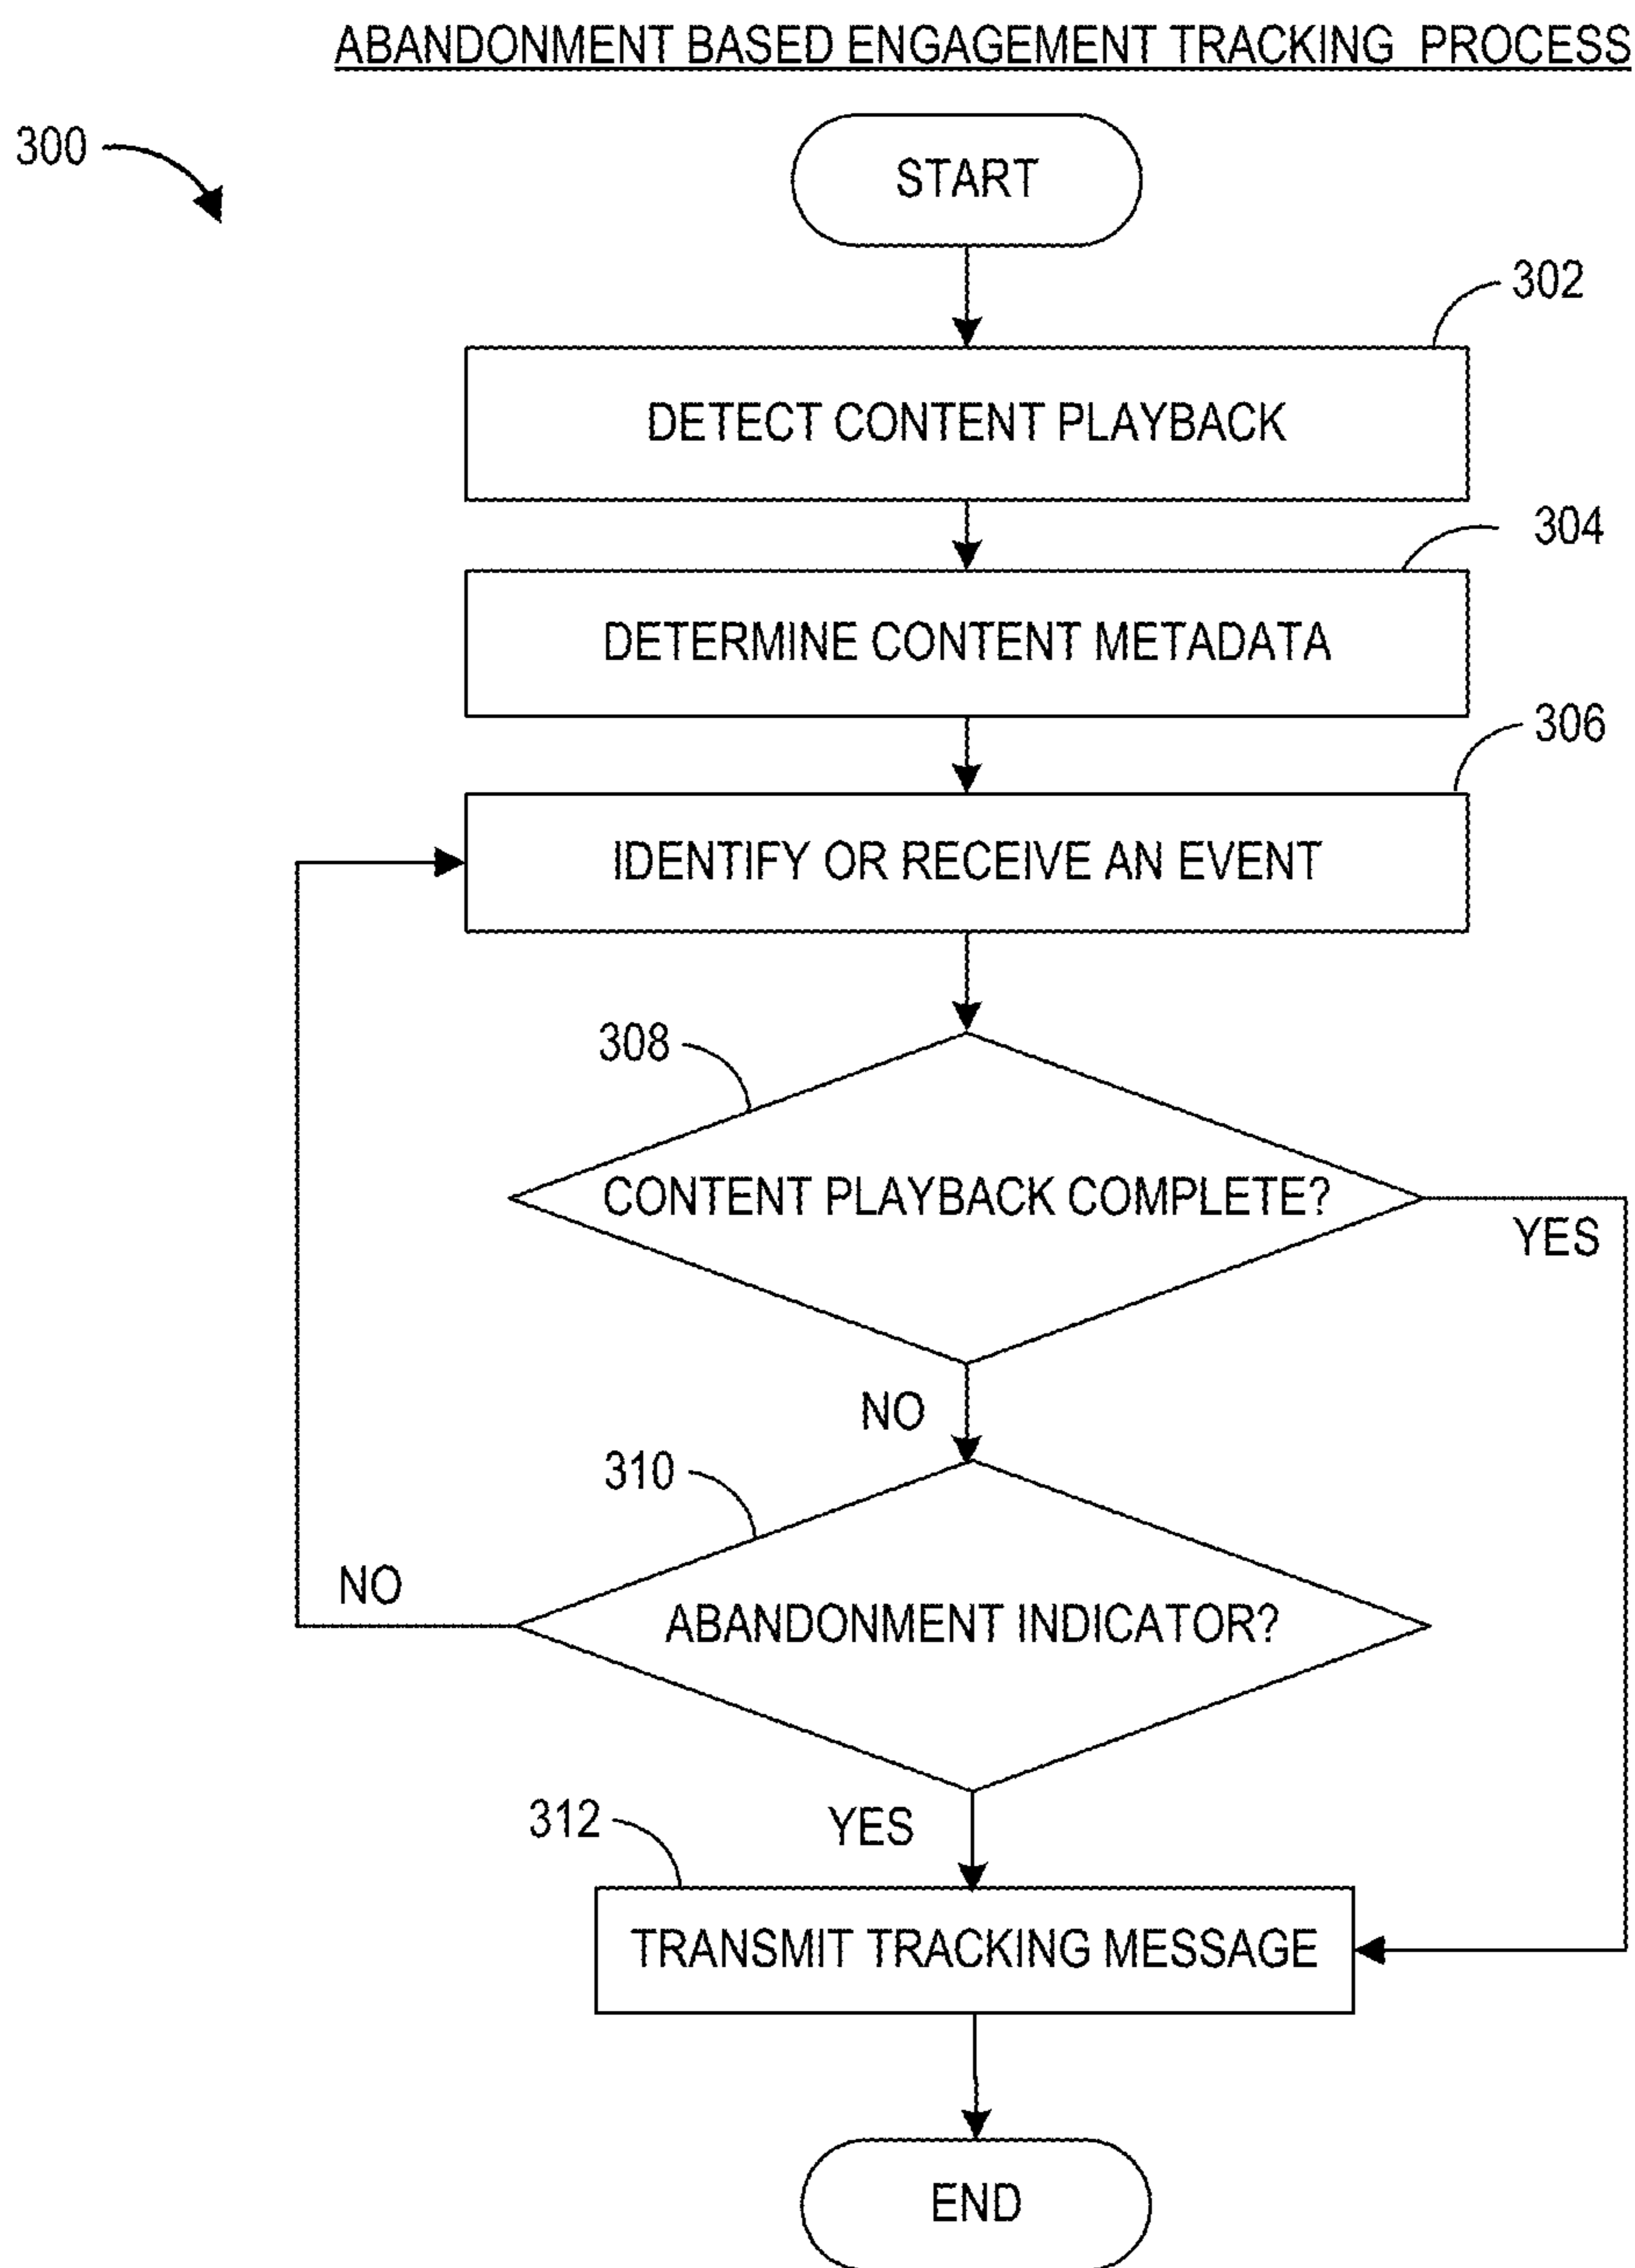 ABANDONMENT BASED ENGAGEMENT TRACKING PROCESS
300
START
302
DETECT CONTENT PLAYBACK
304
DETERMINE CONTENT METADATA
306
IDENTIFY OR RECEIVE AN EVENT
308
CONTENT PLAYBACK COMPLETE?
YES
NO
310
NO
ABANDONMENT INDICATOR?
312
YES
TRANSMIT TRACKING MESSAGE
END